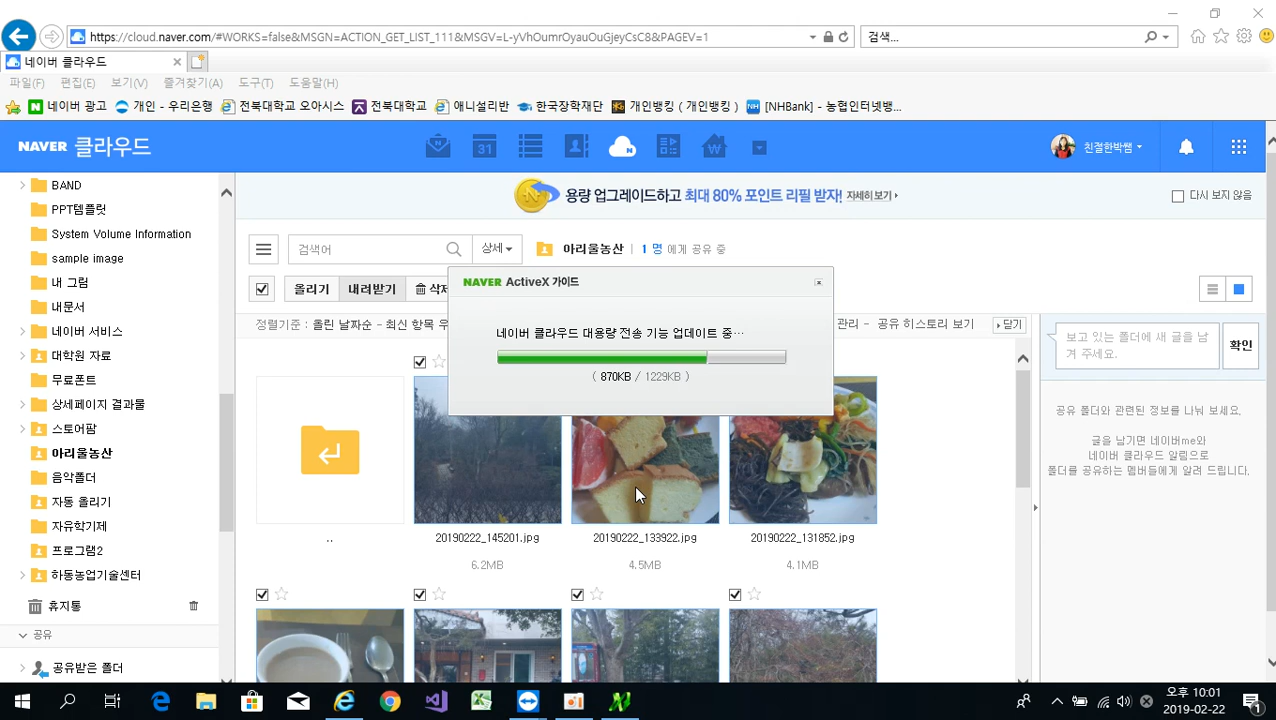 https://cloud.naver.com/#WORKS=false&MSGN=ACTION_GET_LIST_111&MSGV=L-yVhOumrOyauOuGjeyCsC8&PAGEV=1
검색...
네이버 클라우드
파일(F) 편집(E) 보기(V) 즐겨찾기(A) 도구(T) 도움말(H)
네이버 광고 개인 - 우리은행 전북대학교 오아시스 전북대학교 애니설리반 한국장학재단 개인뱅킹 ( 개인뱅킹 ) [NHBank] - 농협인터넷뱅...
NAVER 클라우드
31
친절한박쌤
BAND
PPT템플릿
System Volume Information
sample image
내 그림
내문서
네이버 서비스
대학원 자료
무료폰트
상세페이지 결과물
스토어팜
아리울농산
음악폴더
자동 올리기
자유학기제
프로그램2
하동농업기술센터
휴지통
공유
공유받은 폴더
용량 업그레이드하고 최대 80% 포인트 리필 받자! 자세히보기
다시 보지 않음
검색어 상세 아리울농산 1 명 에게 공유 중
올리기 내려받기 삭제
정렬기준 : 올린 날짜순 - 최신 항목 우
관리 - 공유 히스토리 보기 닫기
NAVER ActiveX 가이드
네이버 클라우드 대용량 전송 기능 업데이트 중...
( 870KB / 1229KB )
..
20190222_145201.jpg
6.2MB
20190222_133922.jpg
4.5MB
20190222_131852.jpg
4.1MB
보고 있는 폴더에 새 글을 남
겨 주세요.
확인
공유 폴더와 관련된 정보를 나눠 보세요.
글을 남기면 네이버me와
네이버 클라우드 알림으로
폴더를 공유하는 멤버들에게 알려 드립니다.
오후 10:01
2019-02-22
1